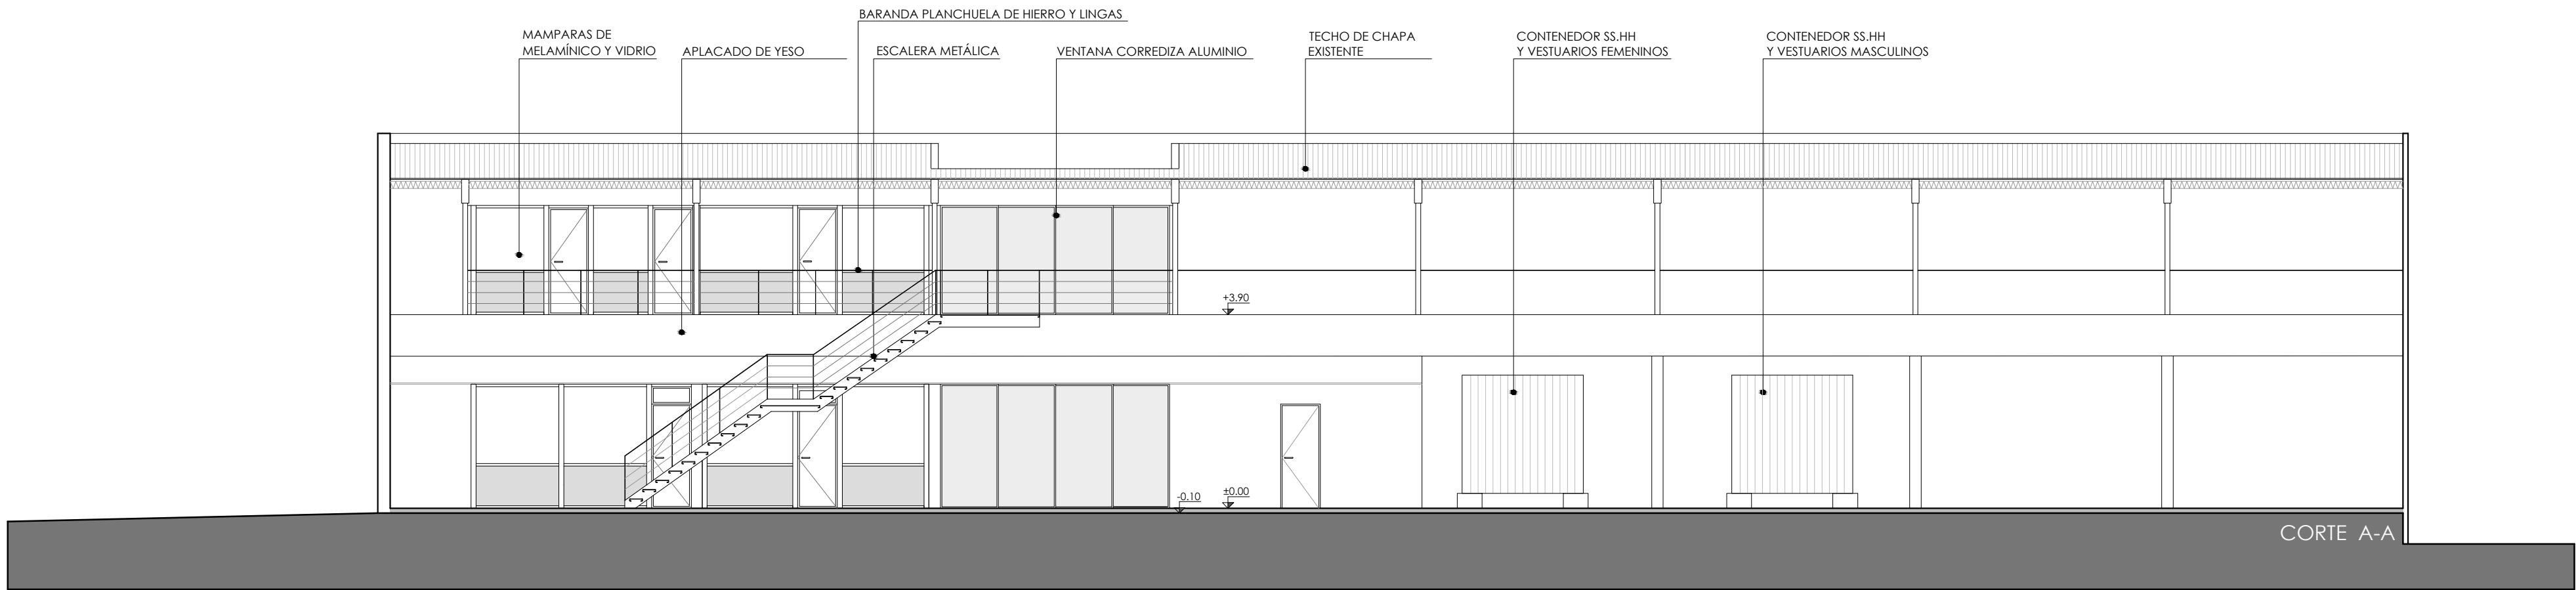 BARANDA PLANCHUELA DE HIERRO Y LINGAS
MAMPARAS DE
MELAMÍNICO Y VIDRIO
APLACADO DE YESO
ESCALERA METÁLICA
VENTANA CORREDIZA ALUMINIO
TECHO DE CHAPA
EXISTENTE
CONTENEDOR SS.HH
Y VESTUARIOS FEMENINOS
CONTENEDOR SS.HH
Y VESTUARIOS MASCULINOS
+3.90
-0.10
±0.00
CORTE A-A